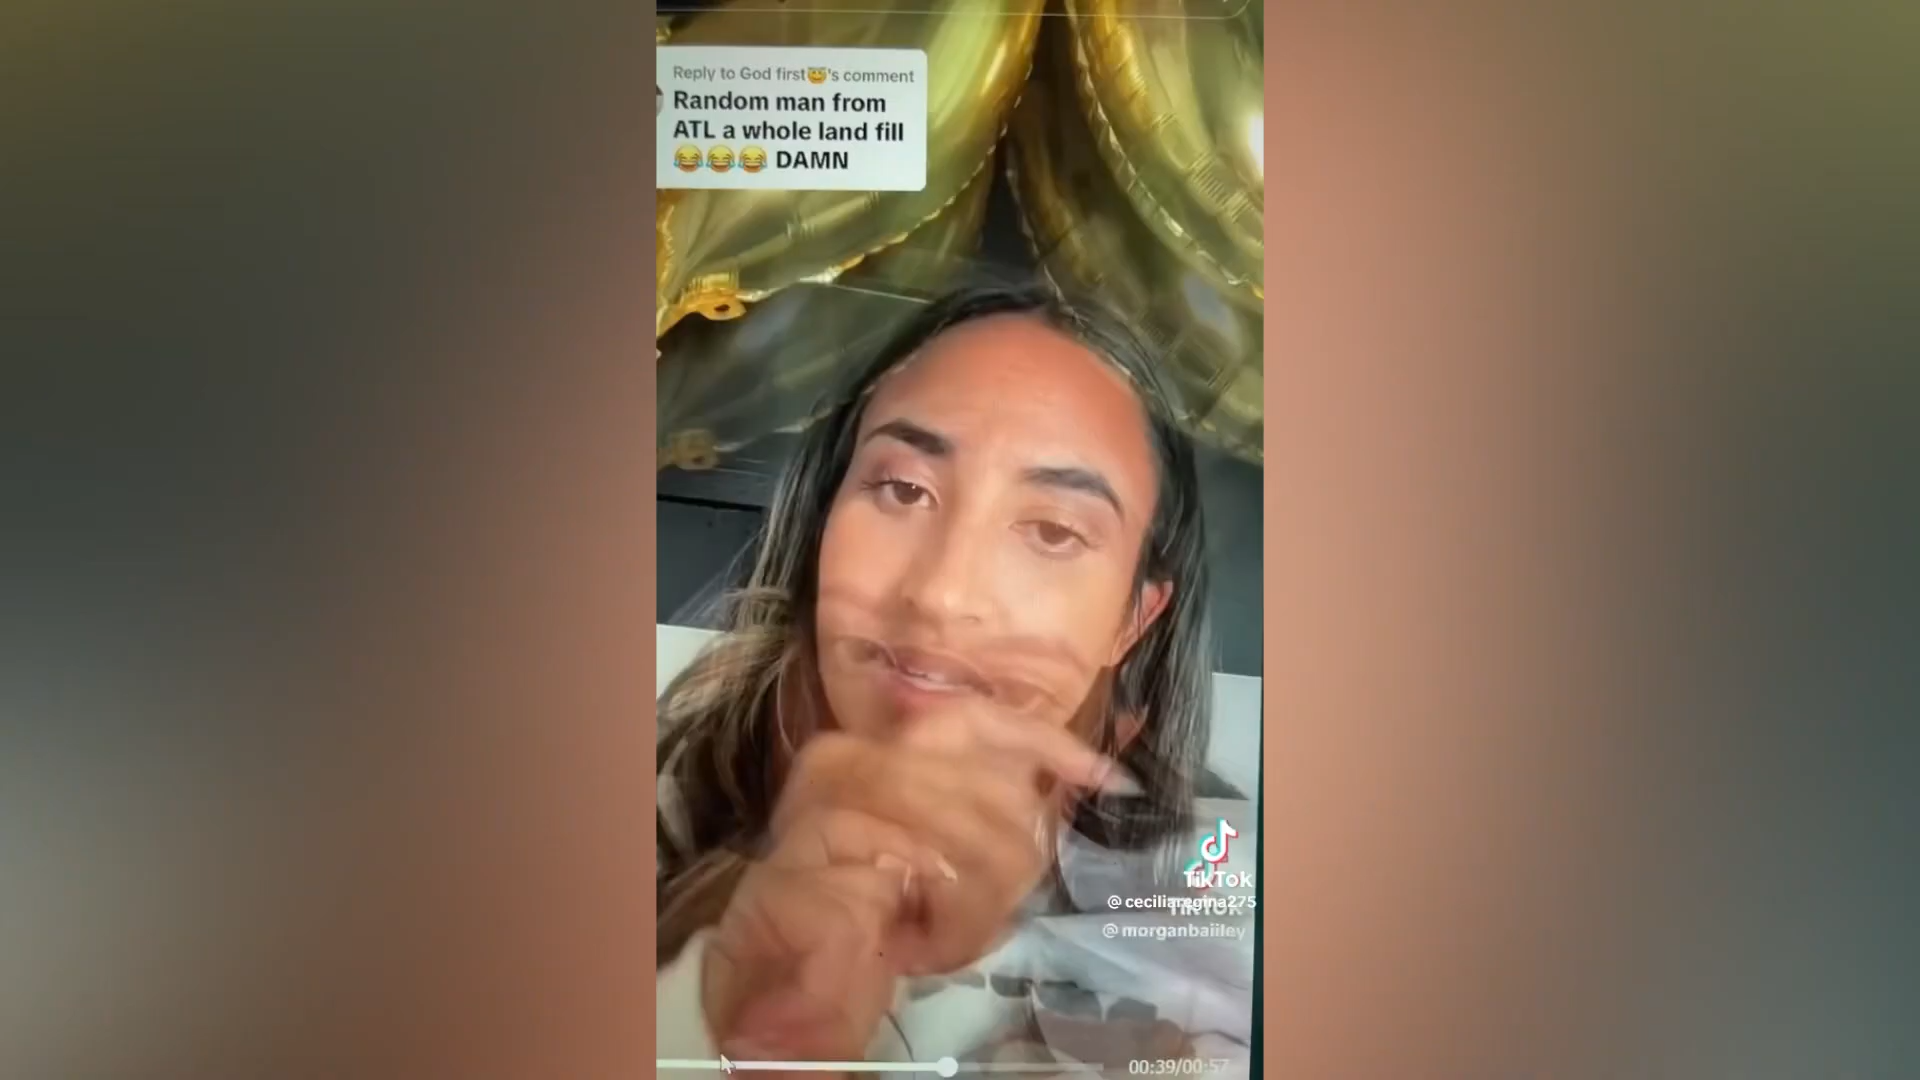 Reply to God first😇's comment
Random man from
ATL a whole land fill
😂😂😂 DAMN
TikTok
@ceciliaregina275
TikTok
@morganbaiiley
00:39/00:57